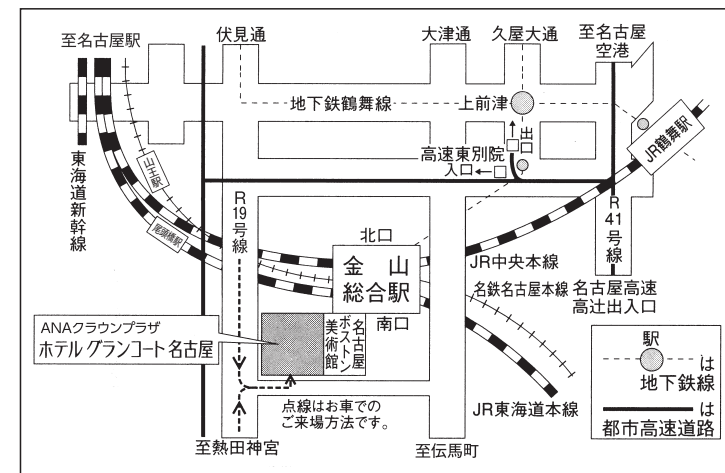 至名古屋駅
伏見通
大津通
久屋大通
至名古屋
空港
地下鉄鶴舞線
上前津
出口
高速東別院
入口
JR鶴舞駅
東海道新幹線
山王駅
尾頭橋駅
R19号線
R41号線
北口
金山
総合駅
南口
JR中央本線
名鉄名古屋本線
名古屋高速
高辻出入口
ANAクラウンプラザ
ホテルグランコート名古屋
名古屋
ボストン
美術館
点線はお車での
ご来場方法です。
JR東海道本線
至熱田神宮
至伝馬町
駅
は
地下鉄線
は
都市高速道路